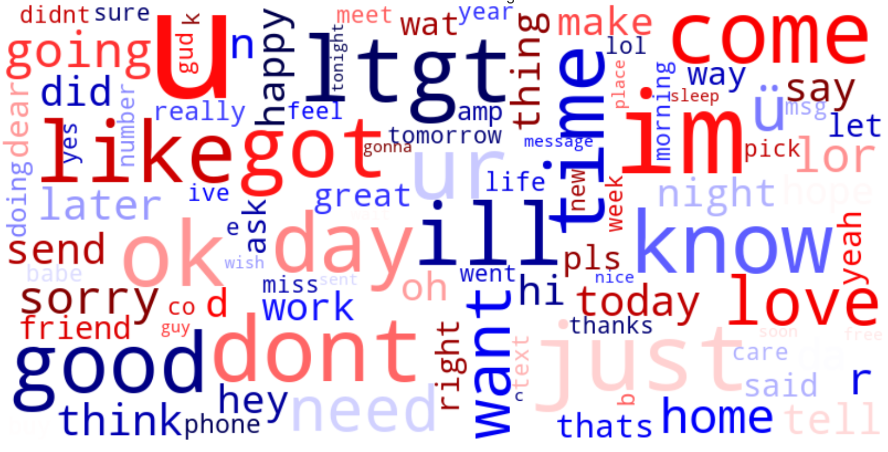 didnt sure
going
u
gud
k
n
happy
ltgt
tonight
meet
wat
year
thing
make
lol
come
did
dear
number
yes
really
feel
amp
tomorrow
message
time
place
sleep
morning
way
say
ü
msg
let
doing
like
got
gonna
ur
im
pick
lor
later
ive
great
life
new
week
night
hope
send
babe
ok
e
ask
wish
day
ill
oh
went
pls
know
yeah
sorry
co
d
guy
friend
miss
sent
work
hi
nice
today
love
thanks
good
dont
right
want
text
c
just
soon
free
da
care
said
r
think
phone
hey
need
b
thats
home
tell